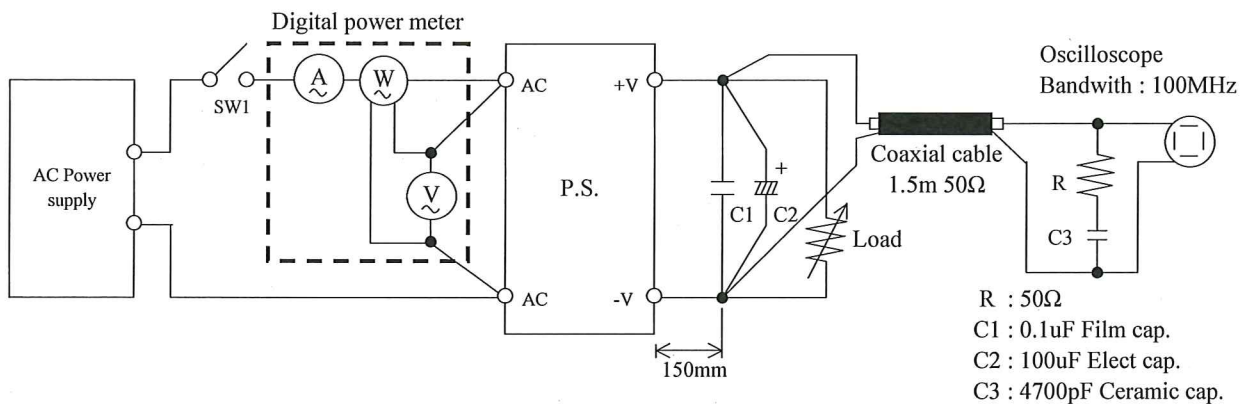 Digital power meter
Oscilloscope
Bandwith : 100MHz
A
W
AC
+V
SW1
Coaxial cable
1.5m 50Ω
AC Power
supply
V
P.S.
+
C1
C2
R
Load
C3
AC
-V
R : 50Ω
C1 : 0.1uF Film cap.
C2 : 100uF Elect cap.
C3 : 4700pF Ceramic cap.
150mm